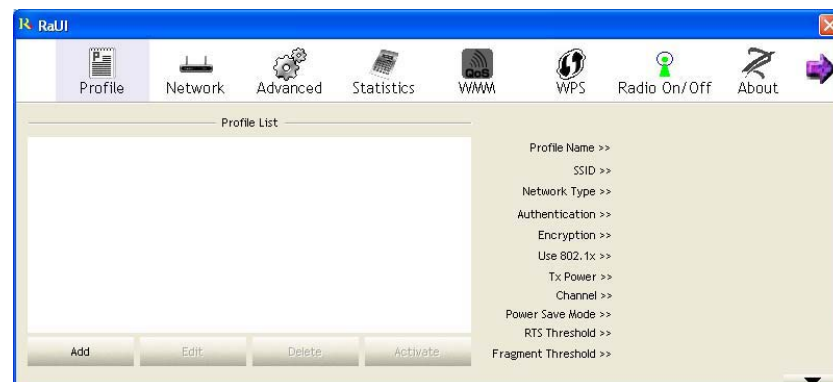 RaUI
Profile
Network
Advanced
Statistics
QoS
WMM
WPS
Radio On/Off
About
Profile List
Profile Name >>
SSID >>
Network Type >>
Authentication >>
Encryption >>
Use 802.1x >>
Tx Power >>
Channel >>
Power Save Mode >>
RTS Threshold >>
Fragment Threshold >>
Add
Edit
Delete
Activate